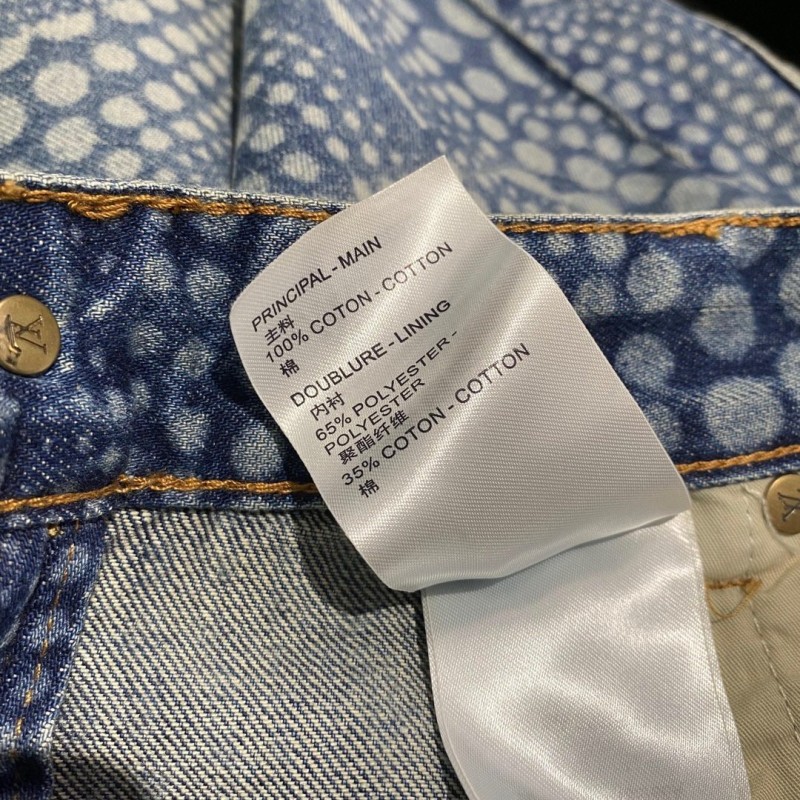 PRINCIPAL - MAIN
主料
100% COTON - COTTON
棉
DOUBLURE - LINING
内衬
65% POLYESTER -
POLYESTER
聚酯纤维
35% COTON - COTTON
棉
LV